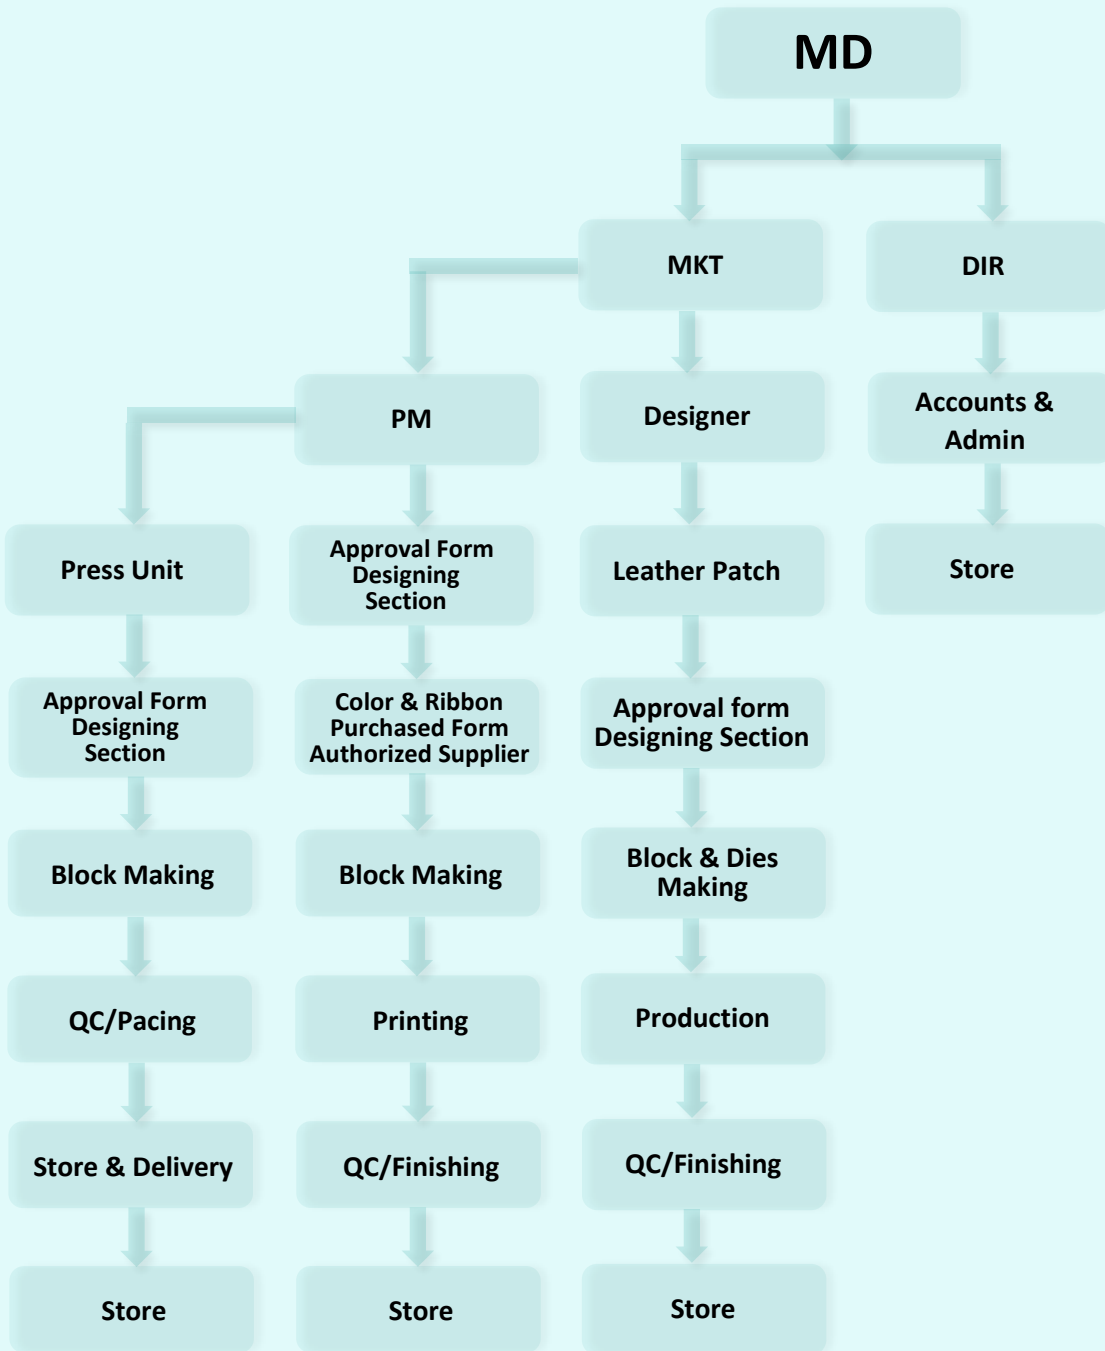 MD
MKT
DIR
PM
Designer
Accounts &
Admin
Press Unit
Approval Form
Designing
Section
Leather Patch
Store
Approval Form
Designing
Section
Color & Ribbon
Purchased Form
Authorized Supplier
Approval form
Designing Section
Block Making
Block Making
Block & Dies
Making
QC/Pacing
Printing
Production
Store & Delivery
QC/Finishing
QC/Finishing
Store
Store
Store